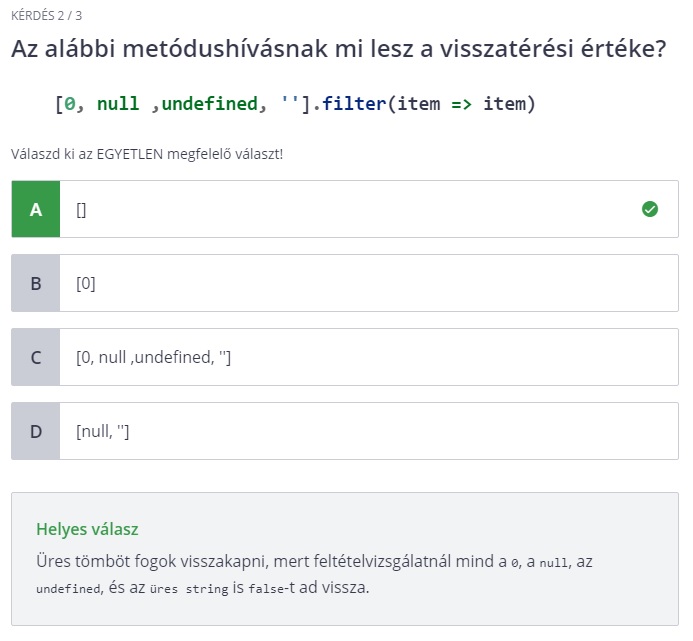 KÉRDÉS 2 / 3
Az alábbi metódushívásnak mi lesz a visszatérési értéke?
[0, null ,undefined, ''].filter(item => item)
Válaszd ki az EGYETLEN megfelelő választ!
A []
B [0]
C [0, null ,undefined, '']
D [null, '']
Helyes válasz
Üres tömböt fogok visszakapni, mert feltételvizsgálatnál mind a 0, a null, az
undefined, és az üres string is false-t ad vissza.